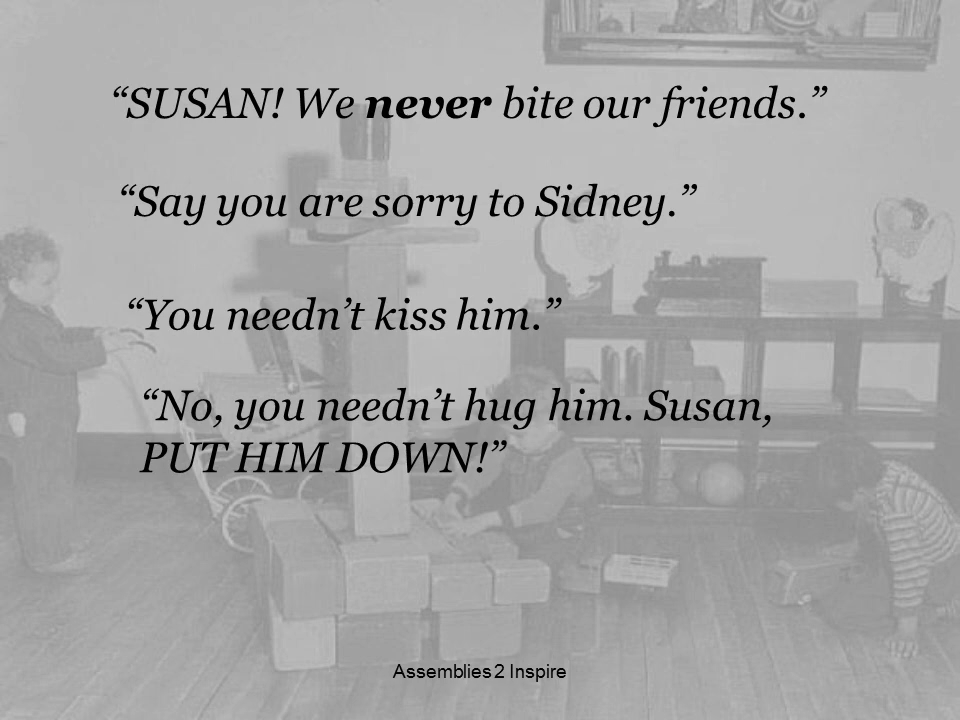 “SUSAN! We never bite our friends.”
“Say you are sorry to Sidney.”
“You needn’t kiss him.”
“No, you needn’t hug him. Susan,
PUT HIM DOWN!”
Assemblies 2 Inspire